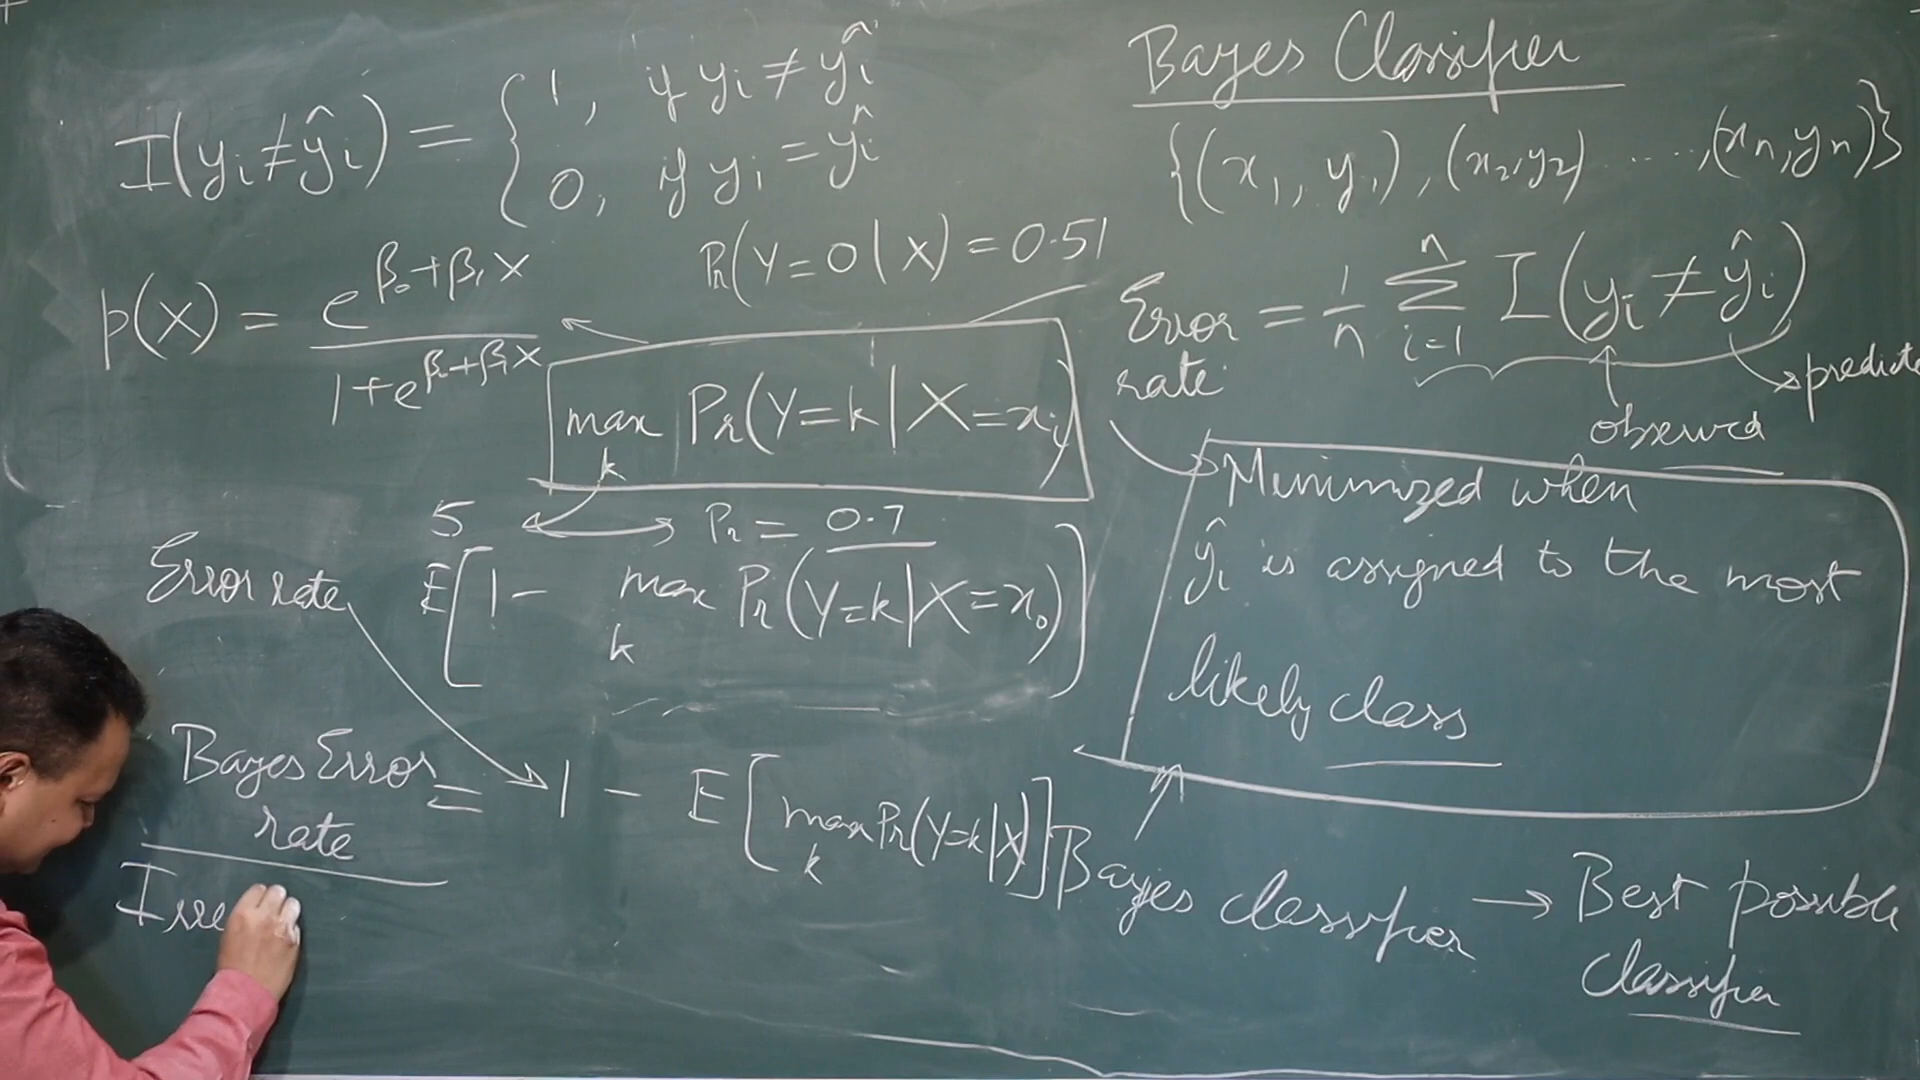 I(yᵢ ≠ ŷᵢ) = { 1, if yᵢ ≠ ŷᵢ
0, if yᵢ = ŷᵢ
p(X) = e^(β₀+β₁X) / (1+e^(β₀+β₁X))
Pr(Y=0|X) = 0.51
max Pr(Y=k|X=xᵢ)
k
5 Pr = 0.7
Error rate E[1 - max Pr(Y=k|X=x₀)]
k
Bayes Error rate = 1 - E[max Pr(Y=k|X)]
k
Irre
Bayes Classifier
{(x₁, y₁), (x₂, y₂) ....., (xₙ, yₙ)}
Error rate = 1/n Σ I(yᵢ ≠ ŷᵢ)
n
i=1
observed
predicte
Minimized when
ŷᵢ is assigned to the most
likely class
Bayes classifier → Best possible
classifier